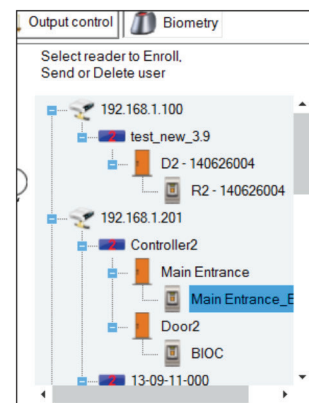 Output control Biometry
Select reader to Enroll,
Send or Delete user
192.168.1.100
test_new_3.9
D2 - 140626004
R2 - 140626004
192.168.1.201
Controller2
Main Entrance
Main Entrance_E
Door2
BIOC
13-09-11-000